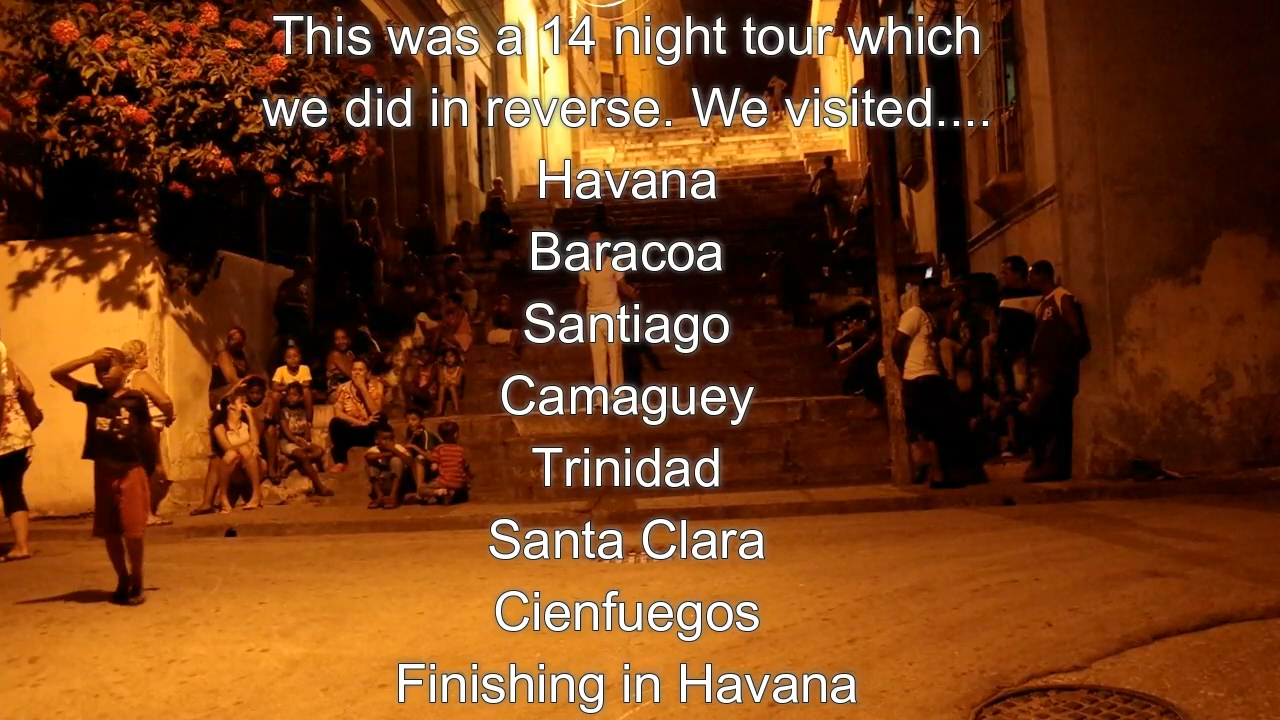 This was a 14 night tour which
we did in reverse. We visited....
Havana
Baracoa
Santiago
Camaguey
Trinidad
Santa Clara
Cienfuegos
Finishing in Havana